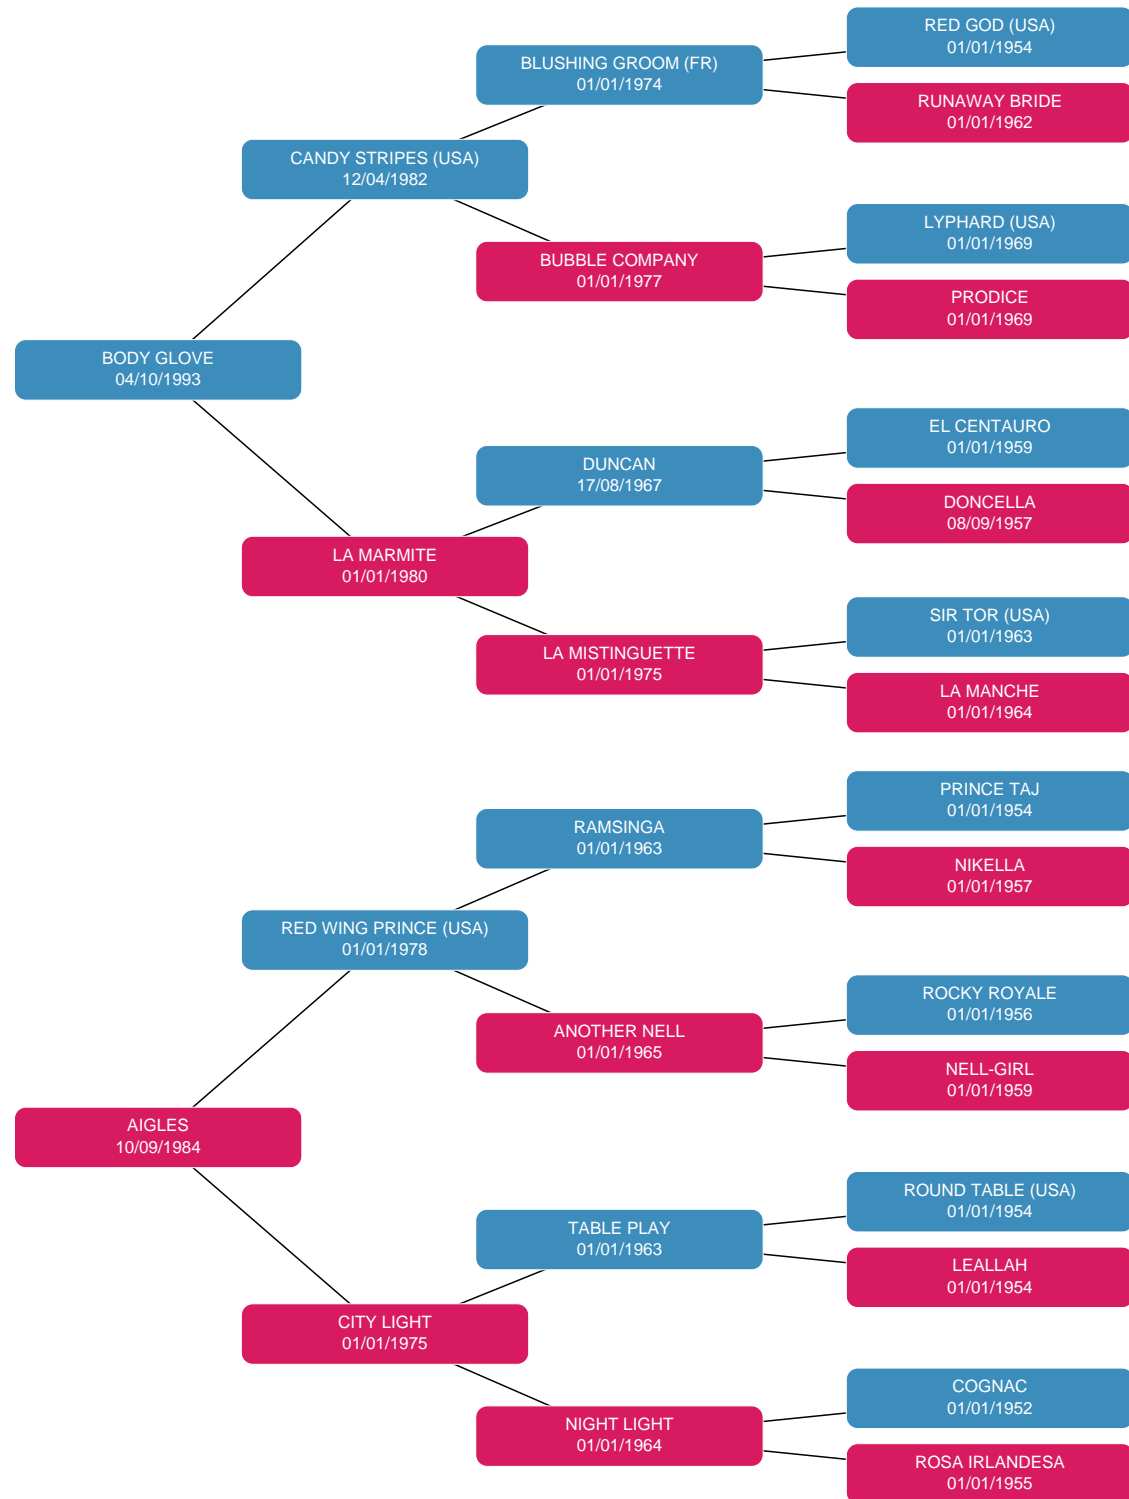 RED GOD (USA)
01/01/1954
BLUSHING GROOM (FR)
01/01/1974
RUNAWAY BRIDE
01/01/1962
CANDY STRIPES (USA)
12/04/1982
LYPHARD (USA)
01/01/1969
BUBBLE COMPANY
01/01/1977
PRODICE
01/01/1969
BODY GLOVE
04/10/1993
EL CENTAURO
01/01/1959
DUNCAN
17/08/1967
DONCELLA
08/09/1957
LA MARMITE
01/01/1980
SIR TOR (USA)
01/01/1963
LA MISTINGUETTE
01/01/1975
LA MANCHE
01/01/1964
PRINCE TAJ
01/01/1954
RAMSINGA
01/01/1963
NIKELLA
01/01/1957
RED WING PRINCE (USA)
01/01/1978
ROCKY ROYALE
01/01/1956
ANOTHER NELL
01/01/1965
NELL-GIRL
01/01/1959
AIGLES
10/09/1984
ROUND TABLE (USA)
01/01/1954
TABLE PLAY
01/01/1963
LEALLAH
01/01/1954
CITY LIGHT
01/01/1975
COGNAC
01/01/1952
NIGHT LIGHT
01/01/1964
ROSA IRLANDESA
01/01/1955